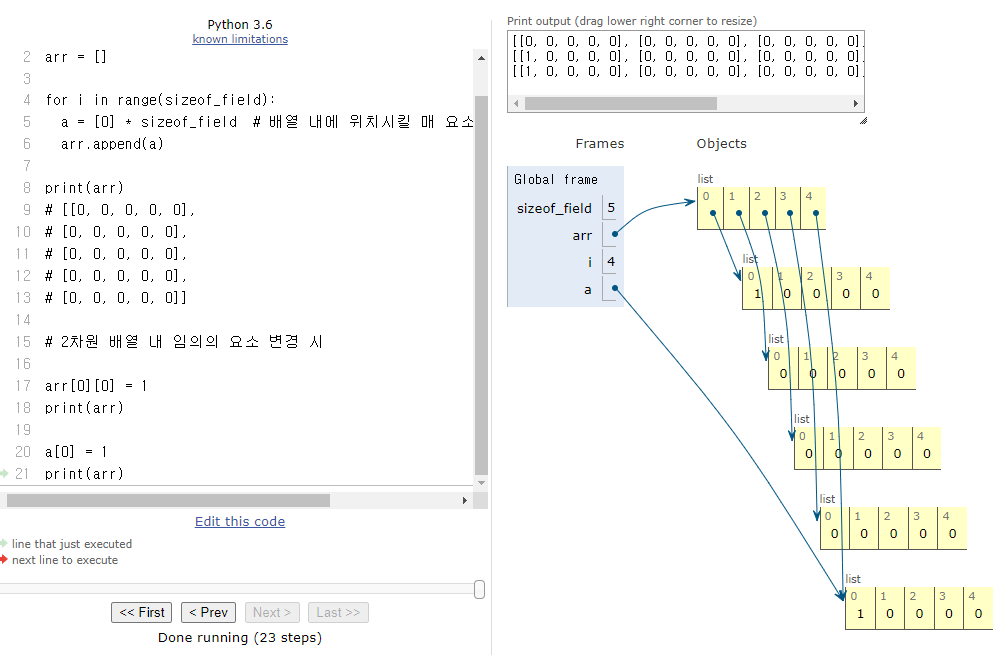 Python 3.6
known limitations
2 arr = []
3
4 for i in range(sizeof_field):
5 a = [0] * sizeof_field # 배열 내에 위치시킬 매 요소
6 arr.append(a)
7
8 print(arr)
9 # [[0, 0, 0, 0, 0],
10 # [0, 0, 0, 0, 0],
11 # [0, 0, 0, 0, 0],
12 # [0, 0, 0, 0, 0],
13 # [0, 0, 0, 0, 0]]
14
15 # 2차원 배열 내 임의의 요소 변경 시
16
17 arr[0][0] = 1
18 print(arr)
19
20 a[0] = 1
21 print(arr)
Edit this code
line that just executed
next line to execute
<< First < Prev Next > Last >>
Done running (23 steps)
Print output (drag lower right corner to resize)
[[0, 0, 0, 0, 0], [0, 0, 0, 0, 0], [0, 0, 0, 0, 0],
[[1, 0, 0, 0, 0], [0, 0, 0, 0, 0], [0, 0, 0, 0, 0],
[[1, 0, 0, 0, 0], [0, 0, 0, 0, 0], [0, 0, 0, 0, 0],
Frames Objects
Global frame
sizeof_field 5
arr
i 4
a
list
0 1 2 3 4
list
0 1 2 3 4
1 0 0 0 0
list
0 1 2 3 4
0 0 0 0 0
list
0 1 2 3 4
0 0 0 0 0
list
0 1 2 3 4
0 0 0 0 0
list
0 1 2 3 4
1 0 0 0 0